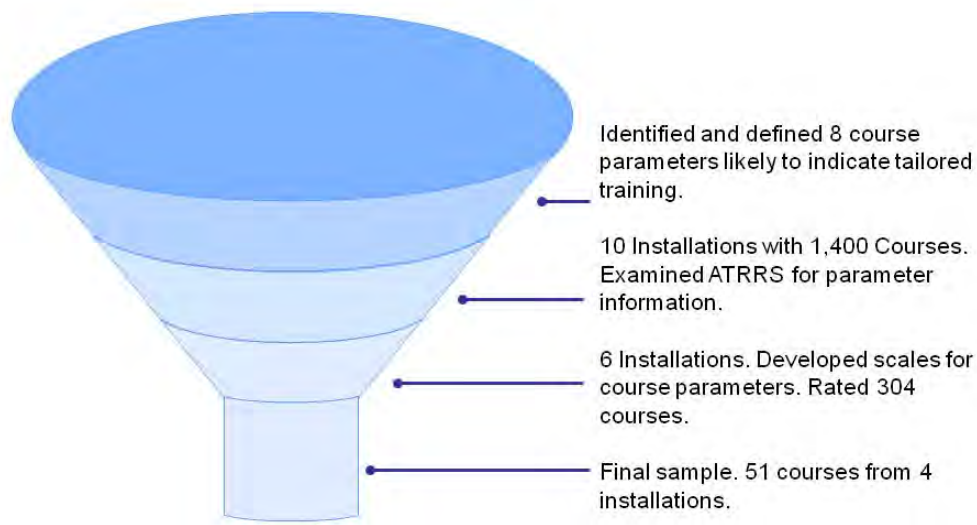 Identified and defined 8 course
parameters likely to indicate tailored
training.
10 Installations with 1,400 Courses.
Examined ATRRS for parameter
information.
6 Installations. Developed scales for
course parameters. Rated 304
courses.
Final sample. 51 courses from 4
installations.